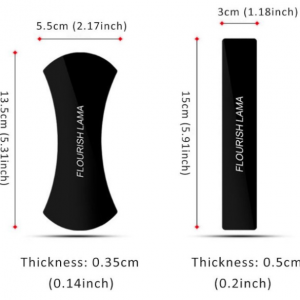 3cm (1.18inch)
5.5cm (2.17inch)
13.5cm
(5.31inch)
FLOURISH LAMA
15cm
(5.91inch)
FLOURISH LAMA
Thickness: 0.35cm
(0.14inch)
Thickness: 0.5cm
(0.2inch)